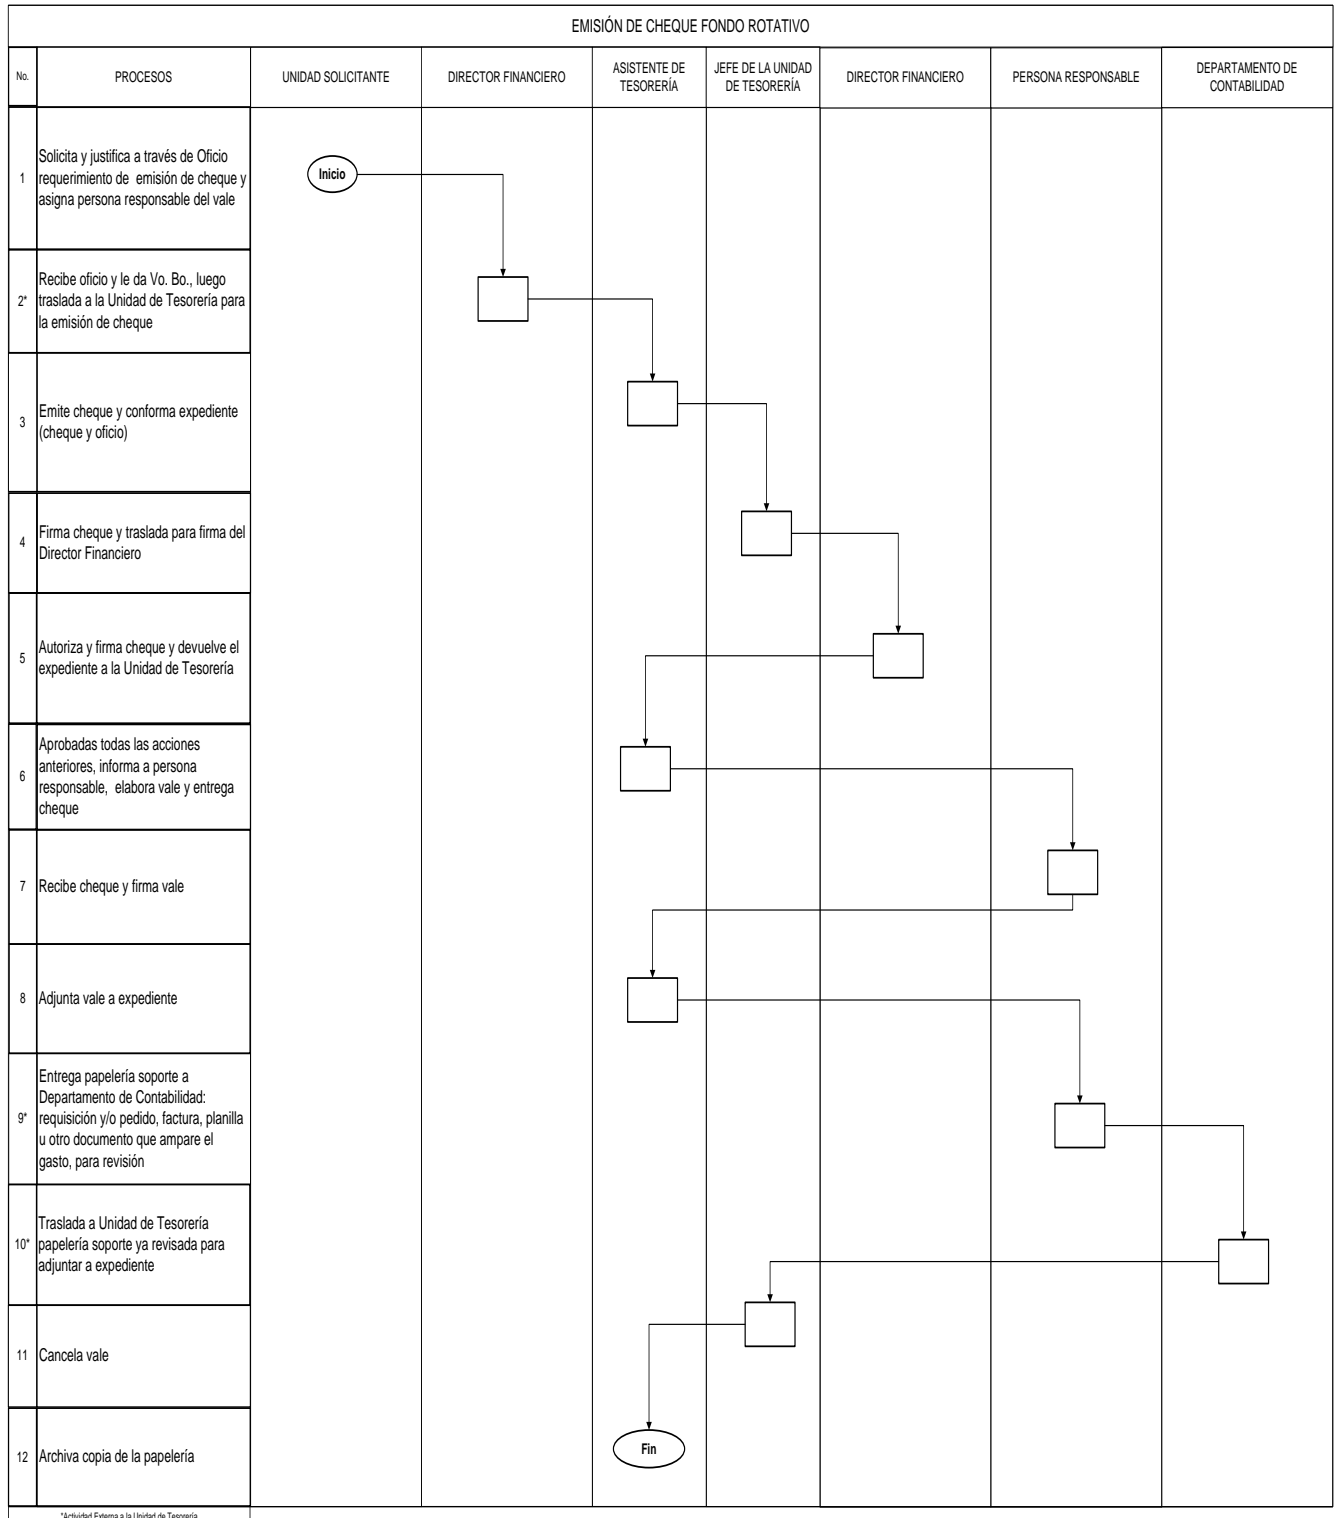 EMISIÓN DE CHEQUE FONDO ROTATIVO
No.
PROCESOS
UNIDAD SOLICITANTE
DIRECTOR FINANCIERO
ASISTENTE DE
TESORERÍA
JEFE DE LA UNIDAD
DE TESORERÍA
DIRECTOR FINANCIERO
PERSONA RESPONSABLE
DEPARTAMENTO DE
CONTABILIDAD
1
Solicita y justifica a través de Oficio
requerimiento de emisión de cheque y
asigna persona responsable del vale
Inicio
2*
Recibe oficio y le da Vo. Bo., luego
traslada a la Unidad de Tesorería para
la emisión de cheque
3
Emite cheque y conforma expediente
(cheque y oficio)
4
Firma cheque y traslada para firma del
Director Financiero
5
Autoriza y firma cheque y devuelve el
expediente a la Unidad de Tesorería
6
Aprobadas todas las acciones
anteriores, informa a persona
responsable, elabora vale y entrega
cheque
7
Recibe cheque y firma vale
8
Adjunta vale a expediente
9*
Entrega papelería soporte a
Departamento de Contabilidad:
requisición y/o pedido, factura, planilla
u otro documento que ampare el
gasto, para revisión
10*
Traslada a Unidad de Tesorería
papelería soporte ya revisada para
adjuntar a expediente
11
Cancela vale
12
Archiva copia de la papelería
Fin
*Actividad Externa a la Unidad de Tesorería